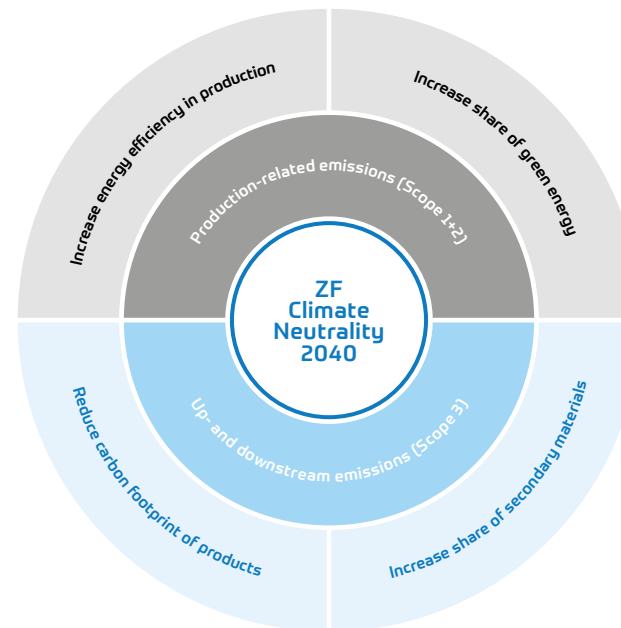 Increase energy efficiency in production
Increase share of green energy
Production-related emissions (Scope 1+2)
ZF
Climate
Neutrality
2040
Up- and downstream emissions (Scope 3)
Reduce carbon footprint of products
Increase share of secondary materials